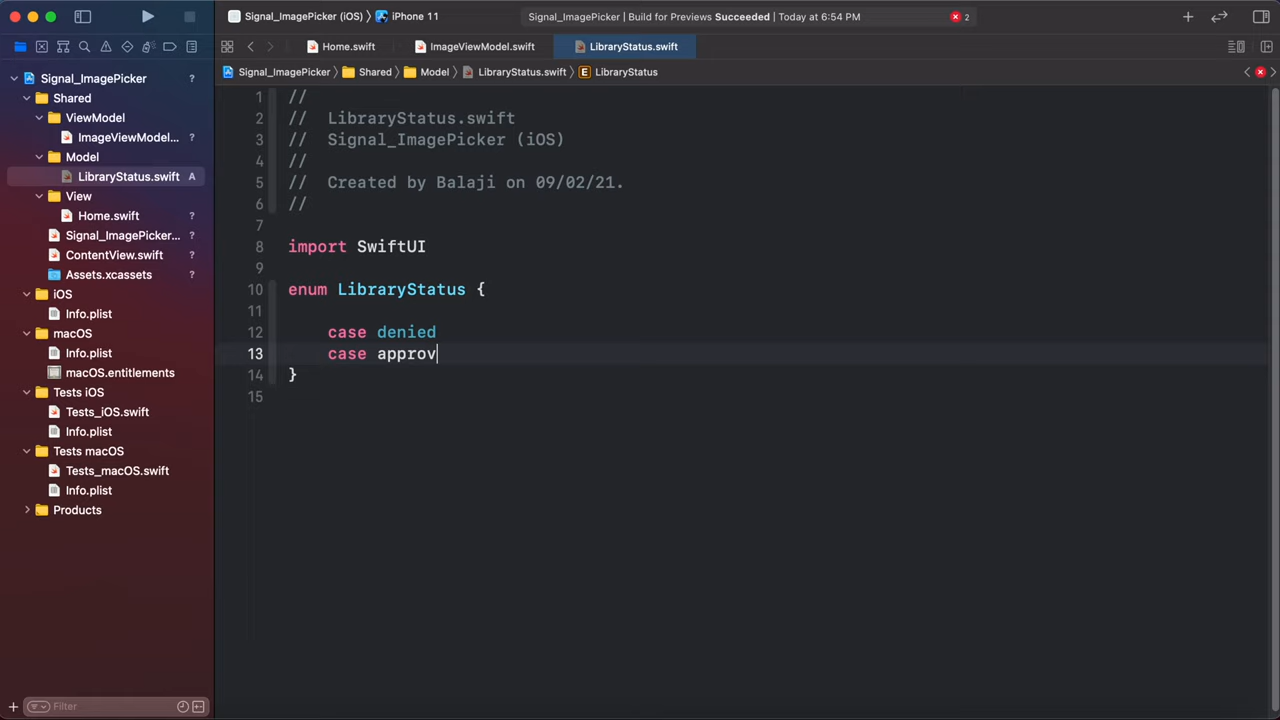 Signal_ImagePicker (iOS) 〉 iPhone 11
Signal_ImagePicker | Build for Previews Succeeded | Today at 6:54 PM
2
Home.swift
ImageViewModel.swift
LibraryStatus.swift
Signal_ImagePicker 〉 Shared 〉 Model 〉 LibraryStatus.swift 〉 E LibraryStatus
Signal_ImagePicker ?
Shared
ViewModel
ImageViewModel... ?
Model
LibraryStatus.swift A
View
Home.swift ?
Signal_ImagePicker... ?
ContentView.swift ?
Assets.xcassets ?
iOS
Info.plist
macOS
Info.plist
macOS.entitlements
Tests iOS
Tests_iOS.swift
Info.plist
Tests macOS
Tests_macOS.swift
Info.plist
Products
Filter
1 //
2 // LibraryStatus.swift
3 // Signal_ImagePicker (iOS)
4 //
5 // Created by Balaji on 09/02/21.
6 //
7
8 import SwiftUI
9
10 enum LibraryStatus {
11
12 case denied
13 case approv
14 }
15